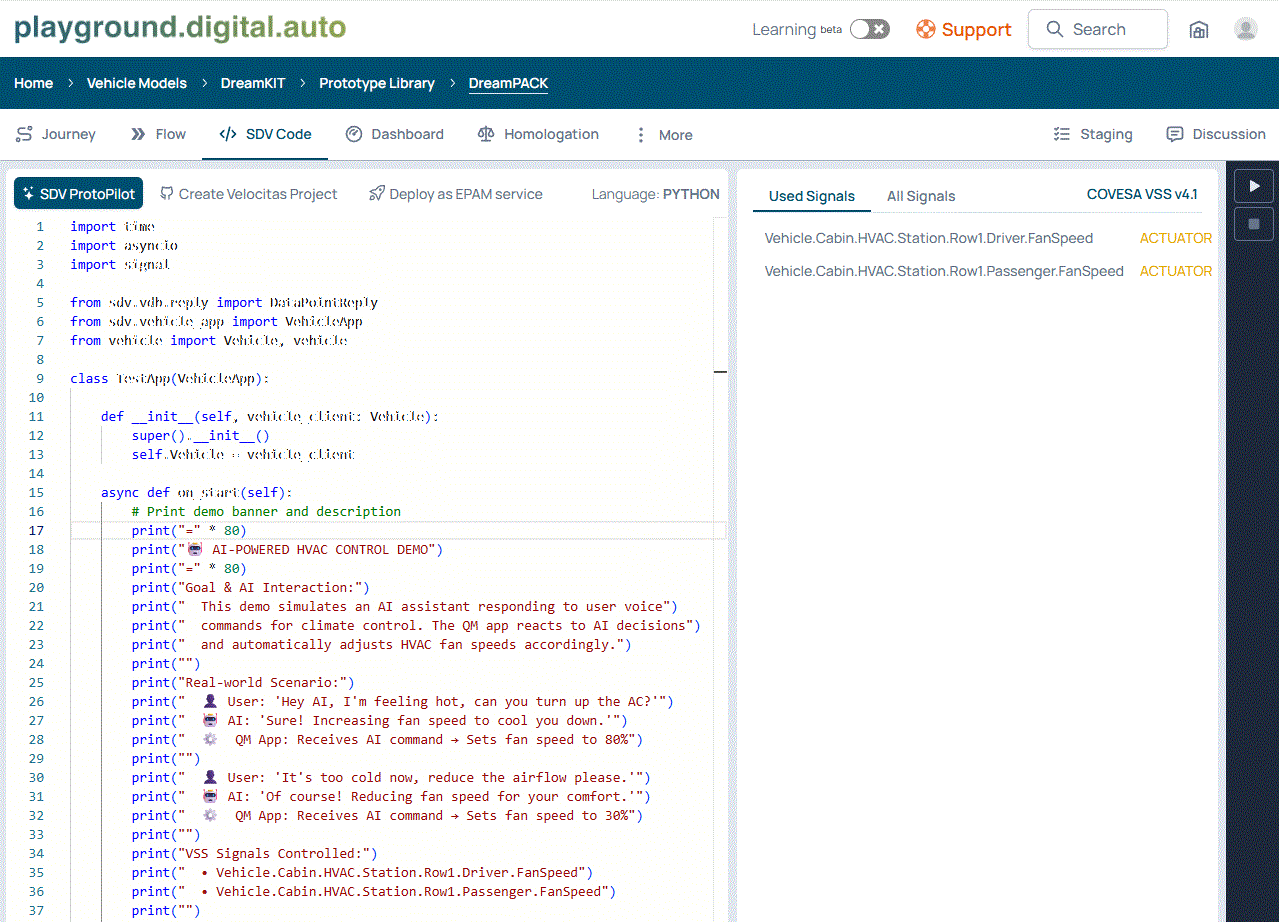 playground.digital.auto
Learning beta
Support
Search
Home > Vehicle Models > DreamKIT > Prototype Library > DreamPACK
Journey
Flow
</> SDV Code
Dashboard
Homologation
More
Staging
Discussion
SDV ProtoPilot
Create Velocitas Project
Deploy as EPAM service
Language: PYTHON
1 import time
2 import asyncio
3 import signal
4
5 from sdv.vdb.reply import DataPointReply
6 from sdv.vehicle_app import VehicleApp
7 from vehicle import Vehicle, vehicle
8
9 class TestApp(VehicleApp):
10
11 def __init__(self, vehicle_client: Vehicle):
12 super().__init__()
13 self.Vehicle = vehicle_client
14
15 async def on_start(self):
16 # Print demo banner and description
17 print("=" * 80)
18 print("🤖 AI-POWERED HVAC CONTROL DEMO")
19 print("=" * 80)
20 print("Goal & AI Interaction:")
21 print("  This demo simulates an AI assistant responding to user voice")
22 print("  commands for climate control. The QM app reacts to AI decisions")
23 print("  and automatically adjusts HVAC fan speeds accordingly.")
24 print("")
25 print("Real-world Scenario:")
26 print("  👤 User: 'Hey AI, I'm feeling hot, can you turn up the AC?'")
27 print("  🤖 AI: 'Sure! Increasing fan speed to cool you down.'")
28 print("  ⚙️  QM App: Receives AI command → Sets fan speed to 80%")
29 print("")
30 print("  👤 User: 'It's too cold now, reduce the airflow please.'")
31 print("  🤖 AI: 'Of course! Reducing fan speed for your comfort.'")
32 print("  ⚙️  QM App: Receives AI command → Sets fan speed to 30%")
33 print("")
34 print("VSS Signals Controlled:")
35 print("  • Vehicle.Cabin.HVAC.Station.Row1.Driver.FanSpeed")
36 print("  • Vehicle.Cabin.HVAC.Station.Row1.Passenger.FanSpeed")
37 print("")
Used Signals
All Signals
COVESA VSS v4.1
Vehicle.Cabin.HVAC.Station.Row1.Driver.FanSpeed ACTUATOR
Vehicle.Cabin.HVAC.Station.Row1.Passenger.FanSpeed ACTUATOR